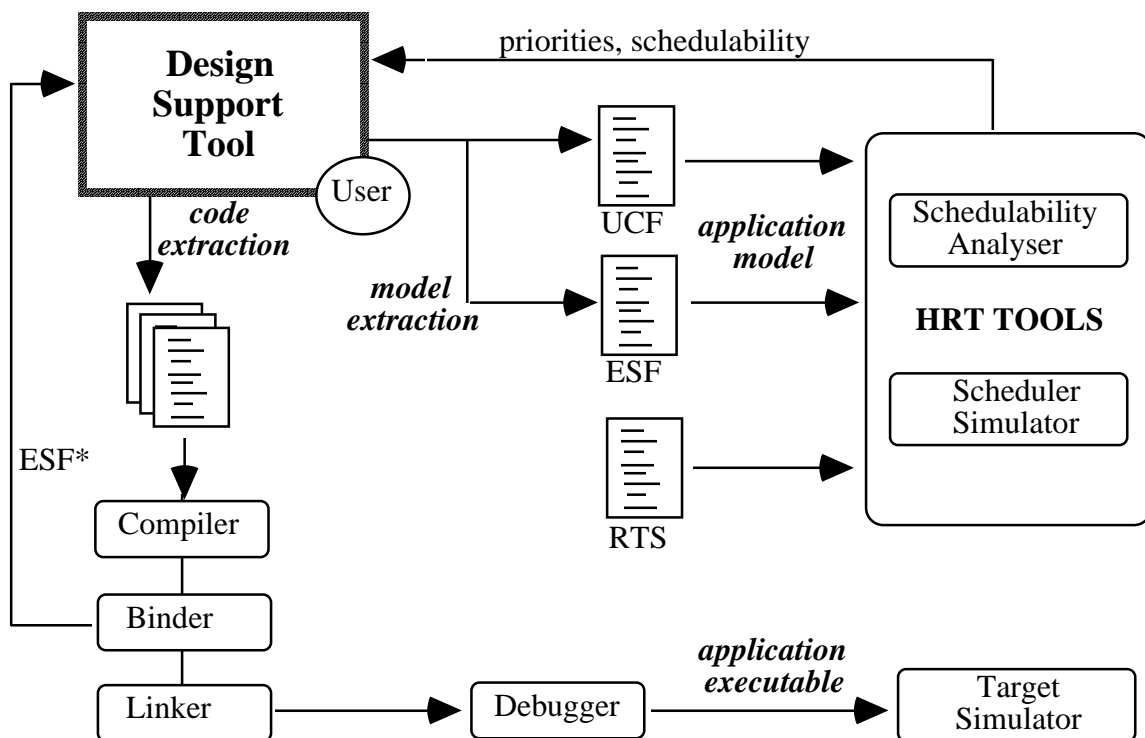 priorities, schedulability
Design
Support
Tool
User
code
extraction
UCF
application
model
Schedulability
Analyser
model
extraction
HRT TOOLS
ESF
Scheduler
Simulator
ESF*
RTS
Compiler
Binder
application
executable
Linker
Debugger
Target
Simulator